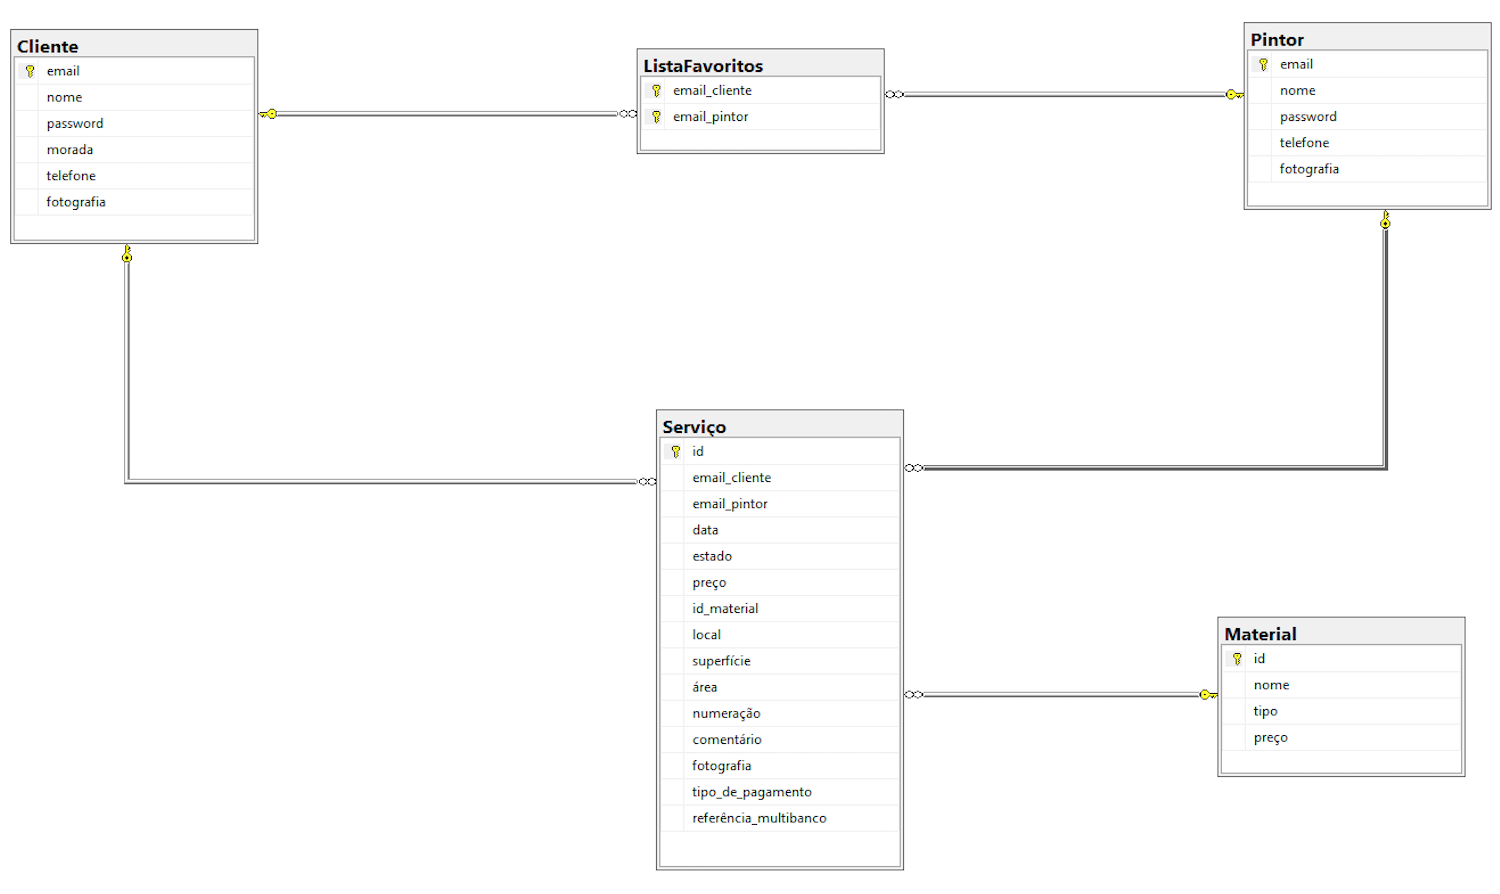 Cliente
email
nome
password
morada
telefone
fotografia
ListaFavoritos
email_cliente
email_pintor
Pintor
email
nome
password
telefone
fotografia
Serviço
id
email_cliente
email_pintor
data
estado
preço
id_material
local
superfície
área
numeração
comentário
fotografia
tipo_de_pagamento
referência_multibanco
Material
id
nome
tipo
preço